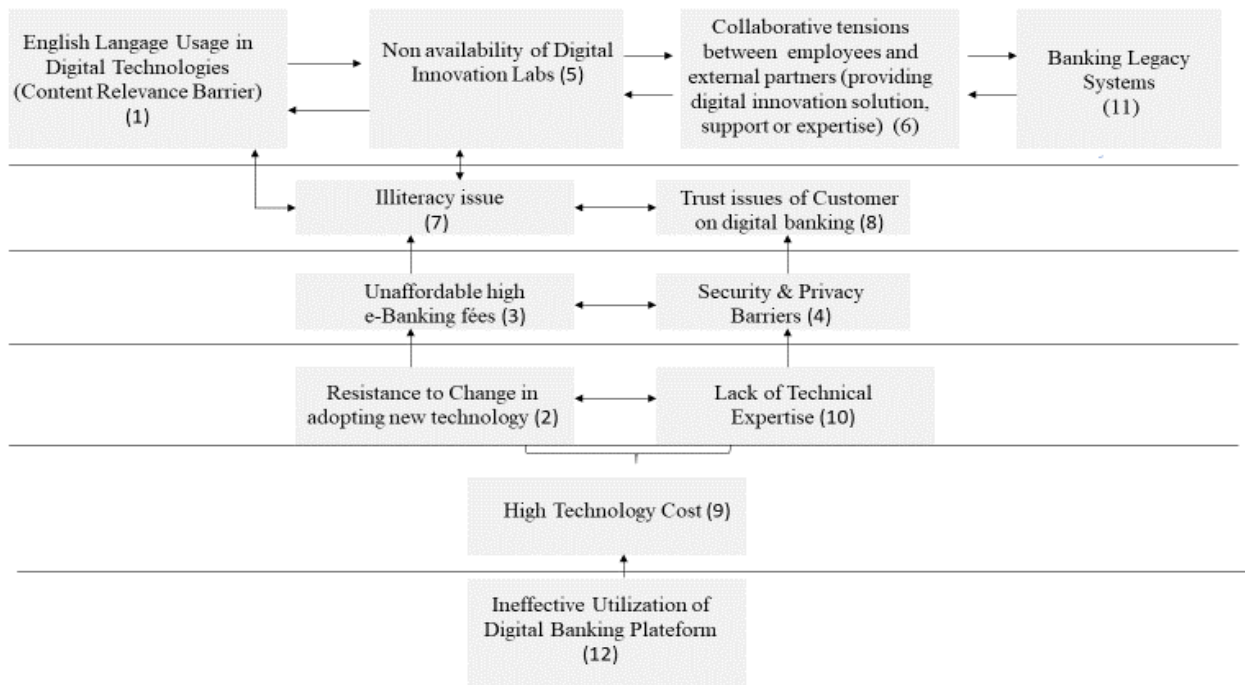 English Langage Usage in
Digital Technologies
(Content Relevance Barrier)
(1)
Non availability of Digital
Innovation Labs (5)
Collaborative tensions
between employees and
external partners (providing
digital innovation solution,
support or expertise) (6)
Banking Legacy
Systems
(11)
Illiteracy issue
(7)
Trust issues of Customer
on digital banking (8)
Unaffordable high
e-Banking fées (3)
Security & Privacy
Barriers (4)
Resistance to Change in
adopting new technology (2)
Lack of Technical
Expertise (10)
High Technology Cost (9)
Ineffective Utilization of
Digital Banking Plateform
(12)